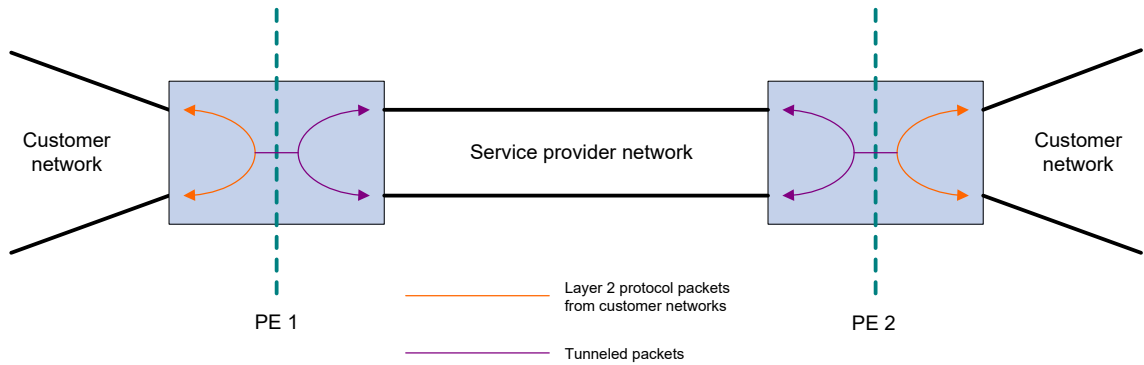 Customer
network
Service provider network
Customer
network
PE 1
PE 2
Layer 2 protocol packets
from customer networks
Tunneled packets